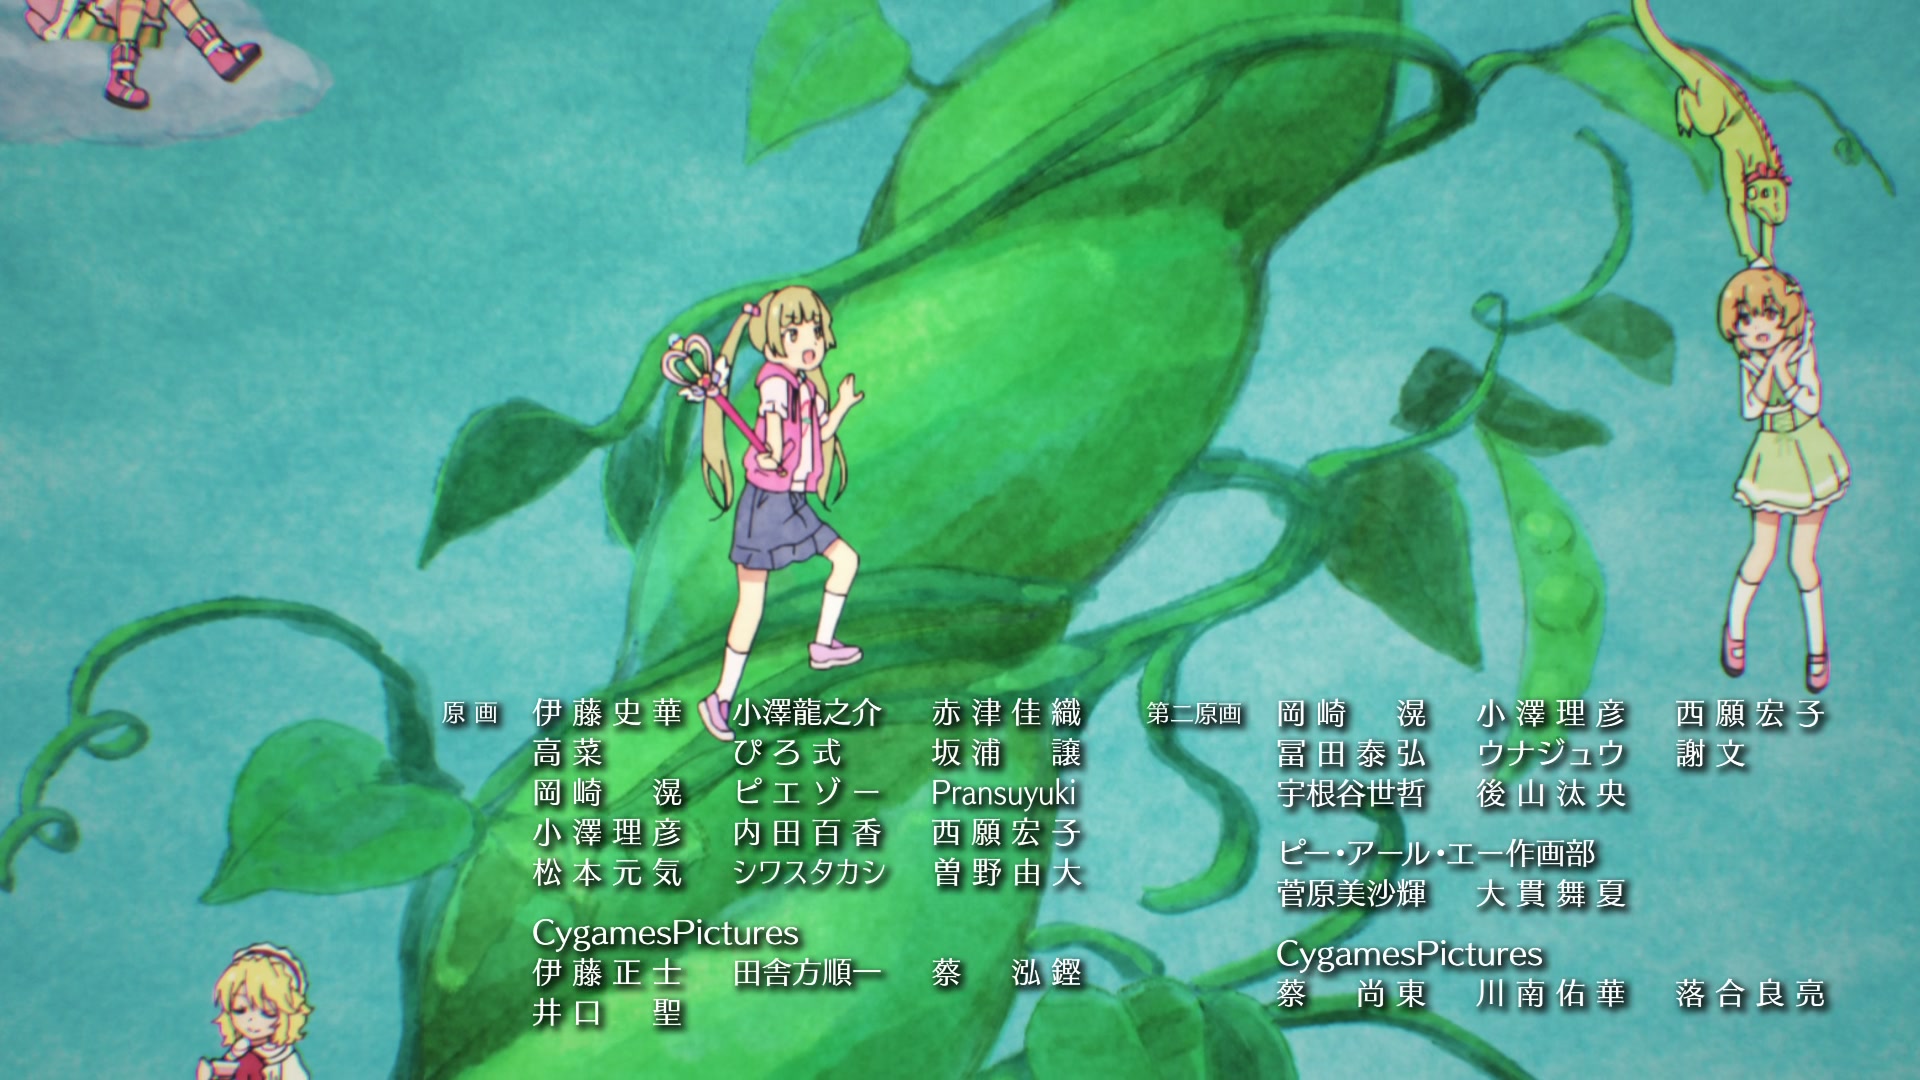 原画 伊藤史華 小澤龍之介 赤津佳織
高菜 ぴろ式 坂浦 譲
岡崎 滉 ピエゾー Pransuyuki
小澤理彦 内田百香 西願宏子
松本元気 シワスタカシ 曽野由大
CygamesPictures
伊藤正士 田舎方順一 蔡 泓鏗
井口 聖
第二原画 岡崎 滉 小澤理彦 西願宏子
冨田泰弘 ウナジュウ 謝文
宇根谷世哲 後山汰央
ピー・アール・エー作画部
菅原美沙輝 大貫舞夏
CygamesPictures
蔡 尚東 川南佑華 落合良亮